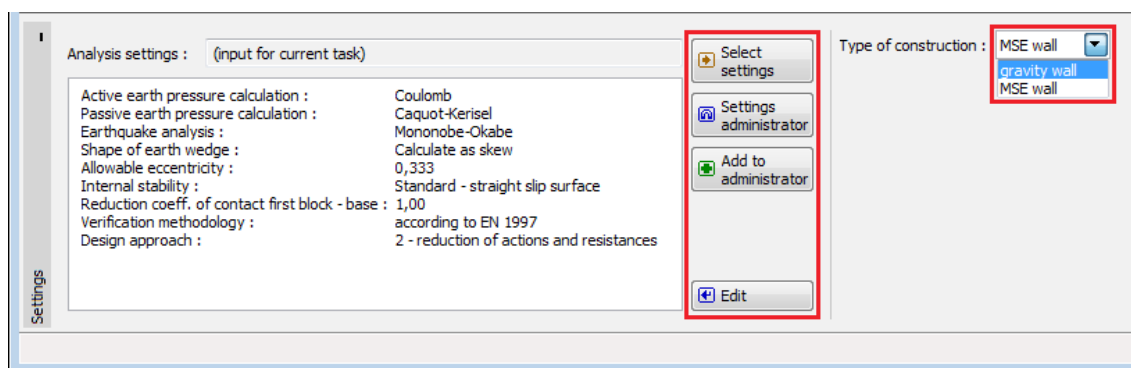 Analysis settings : (input for current task)
Active earth pressure calculation : Coulomb
Passive earth pressure calculation : Caquot-Kerisel
Earthquake analysis : Mononobe-Okabe
Shape of earth wedge : Calculate as skew
Allowable eccentricity : 0,333
Internal stability : Standard - straight slip surface
Reduction coeff. of contact first block - base : 1,00
Verification methodology : according to EN 1997
Design approach : 2 - reduction of actions and resistances
Select
settings
Settings
administrator
Add to
administrator
Edit
Type of construction : MSE wall
gravity wall
MSE wall
Settings